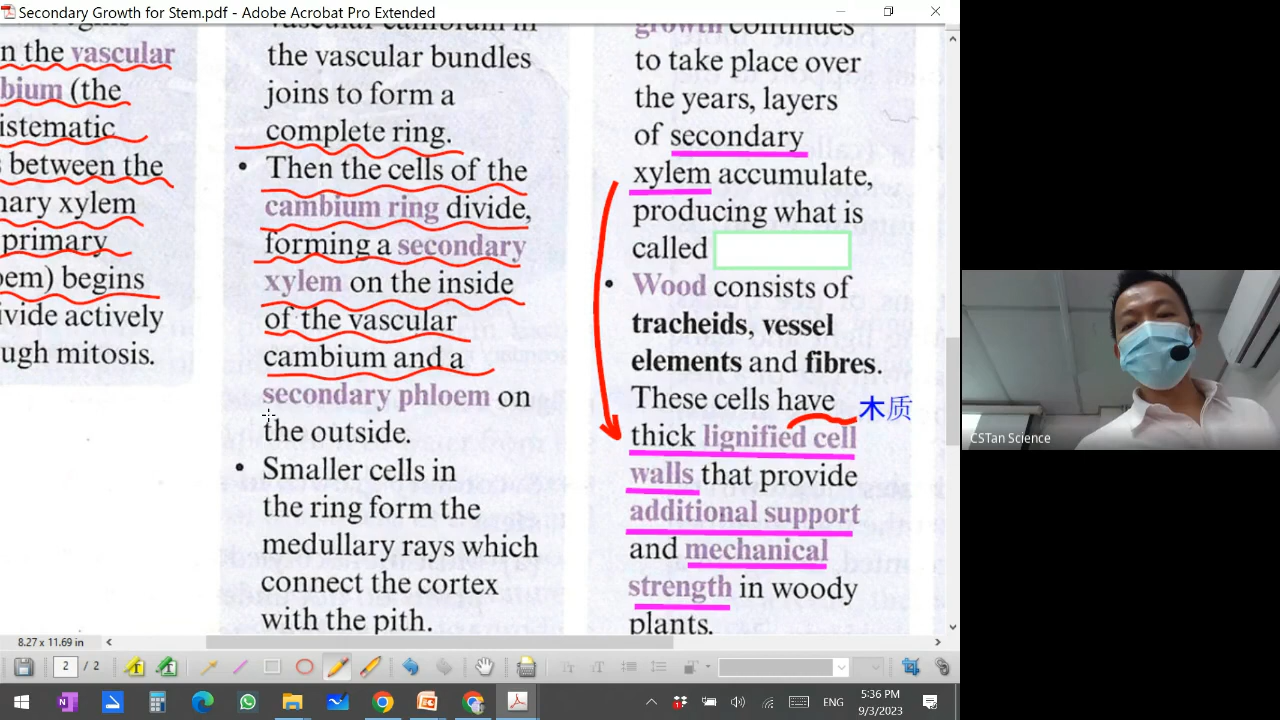 Secondary Growth for Stem.pdf - Adobe Acrobat Pro Extended
n the vascular
bium (the
istematic
s between the
nary xylem
primary
oem) begins
ivide actively
ugh mitosis.
the vascular bundles
joins to form a
complete ring.
• Then the cells of the
cambium ring divide,
forming a secondary
xylem on the inside
of the vascular
cambium and a
secondary phloem on
the outside.
• Smaller cells in
the ring form the
medullary rays which
connect the cortex
with the pith.
growth continues
to take place over
the years, layers
of secondary
xylem accumulate,
producing what is
called
• Wood consists of
tracheids, vessel
elements and fibres.
These cells have
木质
thick lignified cell
walls that provide
additional support
and mechanical
strength in woody
plants.
CSTan Science
8.27 x 11.69 in
2 / 2
ENG
5:36 PM
9/3/2023